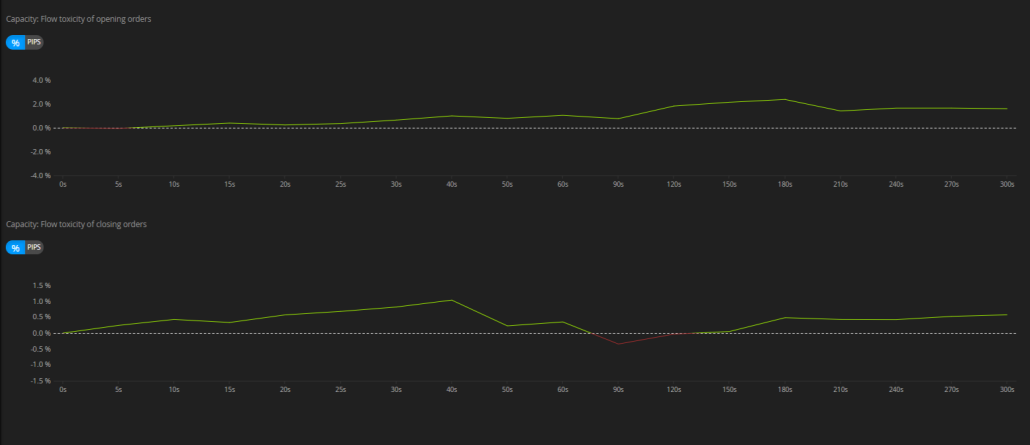 Capacity: Flow toxicity of opening orders
% PIPS
4.0 %
2.0 %
0.0 %
-2.0 %
-4.0 %
0s 5s 10s 15s 20s 25s 30s 40s 50s 60s 90s 120s 150s 180s 210s 240s 270s 300s
Capacity: Flow toxicity of closing orders
% PIPS
1.5 %
1.0 %
0.5 %
0.0 %
-0.5 %
-1.0 %
-1.5 %
0s 5s 10s 15s 20s 25s 30s 40s 50s 60s 90s 120s 150s 180s 210s 240s 270s 300s